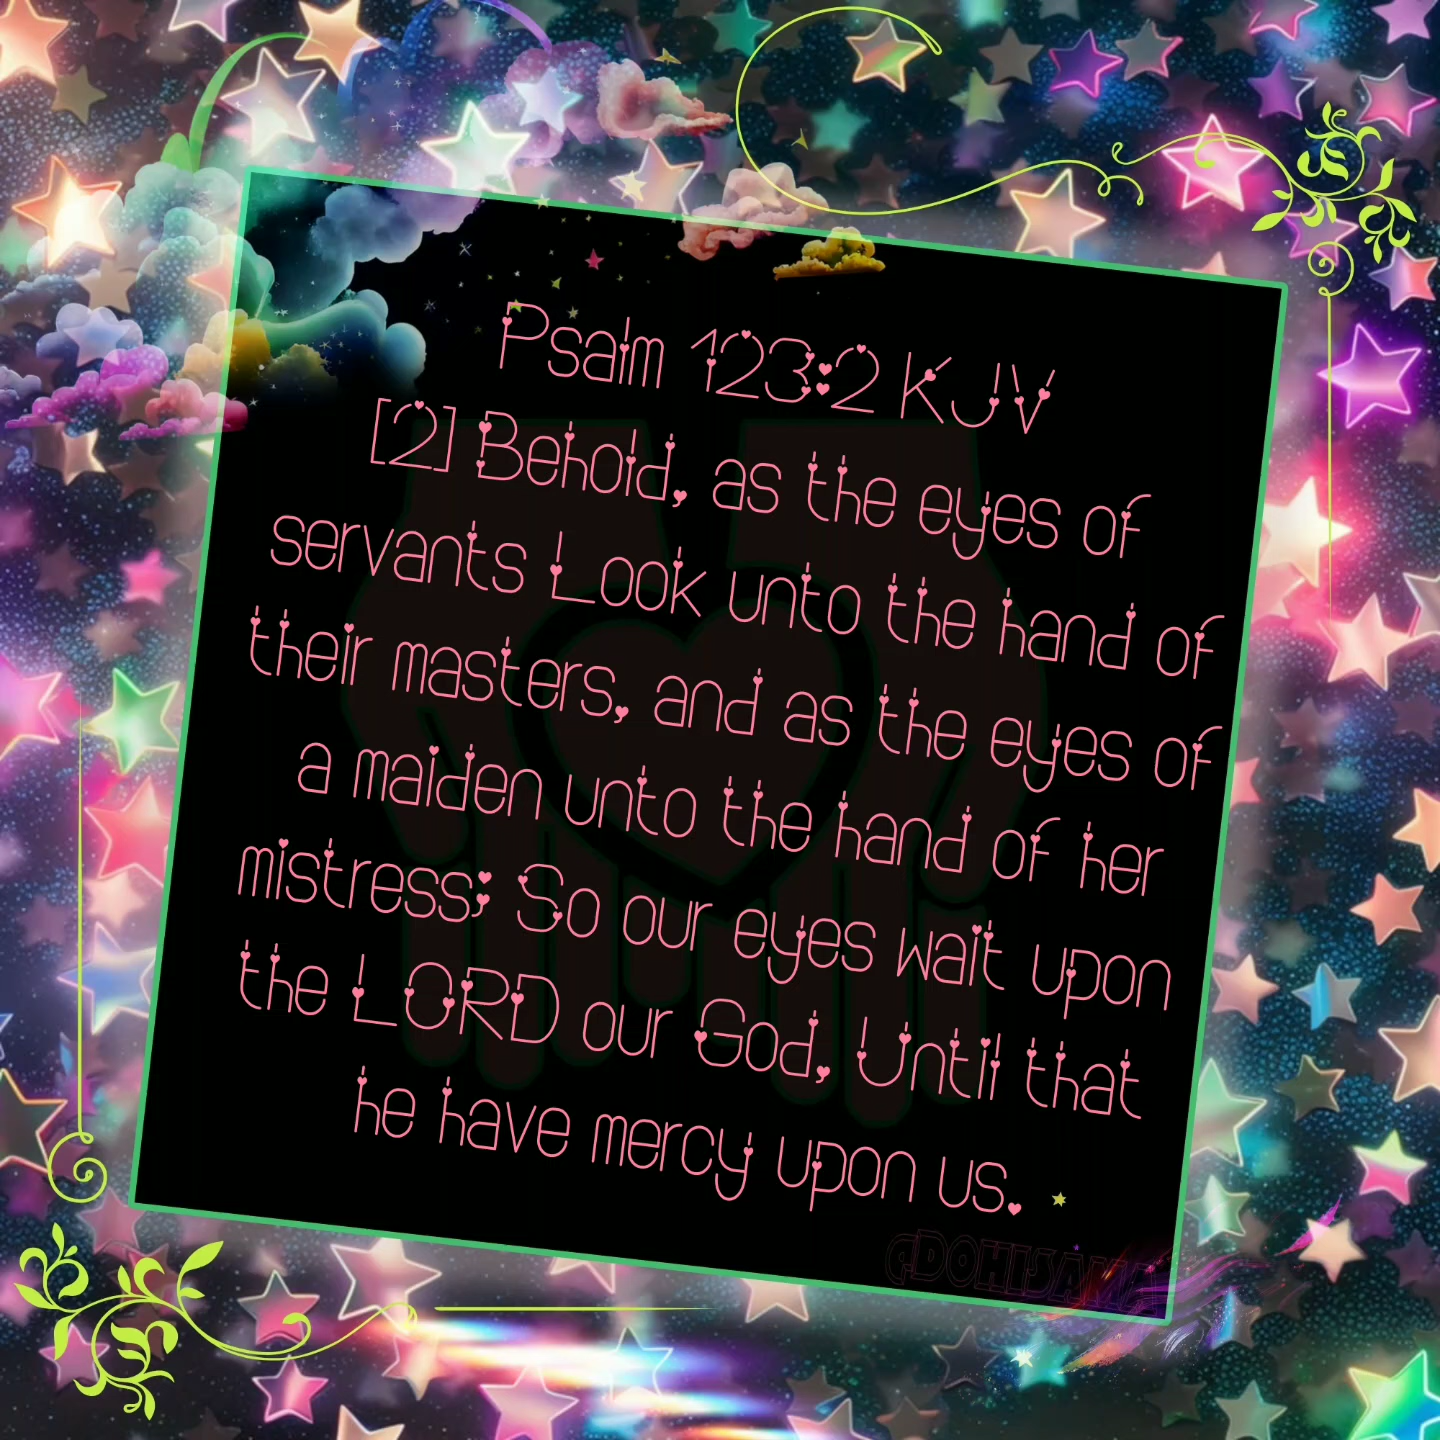 Psalm 123:2 KJV
[2] Behold, as the eyes of
servants Look unto the hand of
their masters, and as the eyes of
a maiden unto the hand of her
mistress; So our eyes wait upon
the LORD our God, Until that
he have mercy upon us.
@DOHISAMA